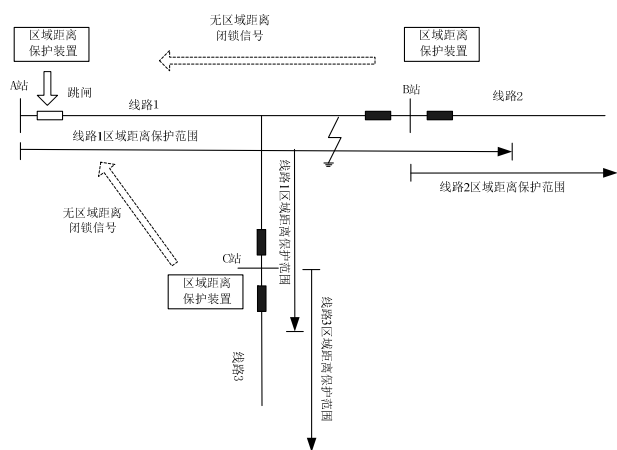 无区域距离
闭锁信号
区域距离
保护装置
区域距离
保护装置
A站
跳闸
线路1
B站
线路2
线路1区域距离保护范围
线路2区域距离保护范围
线路1区域距离保护范围
无区域距离
闭锁信号
C站
区域距离
保护装置
线路3区域距离保护范围
线路3